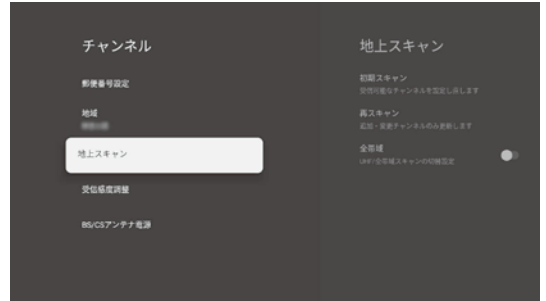 チャンネル
郵便番号設定
地域
地上スキャン
受信感度調整
BS/CSアンテナ電源
地上スキャン
初期スキャン
受信可能なチャンネルを設定し直します
再スキャン
追加・変更チャンネルのみ更新します
全帯域
UHF全帯域スキャンの切替設定